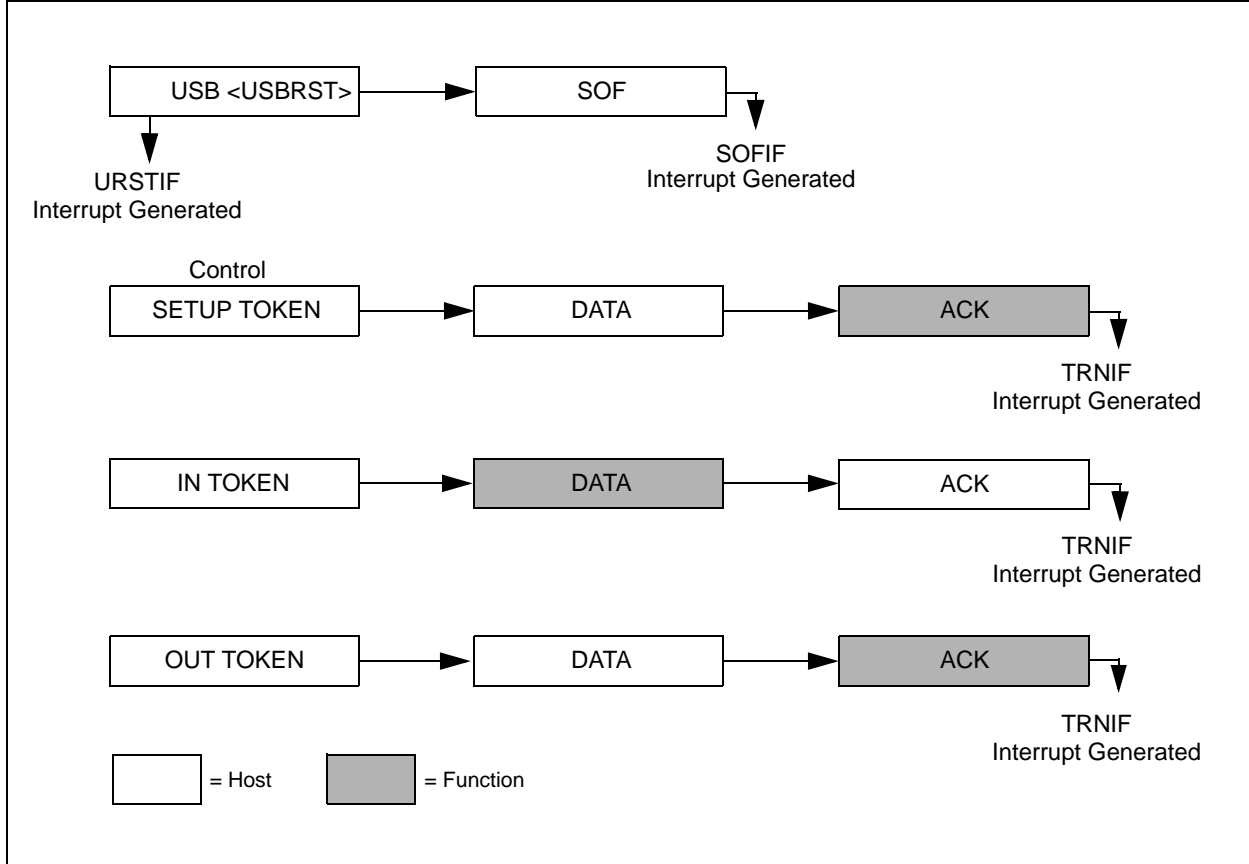 USB <USBRST>
SOF
URSTIF
Interrupt Generated
SOFIF
Interrupt Generated
Control
SETUP TOKEN
DATA
ACK
TRNIF
Interrupt Generated
IN TOKEN
DATA
ACK
TRNIF
Interrupt Generated
OUT TOKEN
DATA
ACK
TRNIF
Interrupt Generated
= Host
= Function